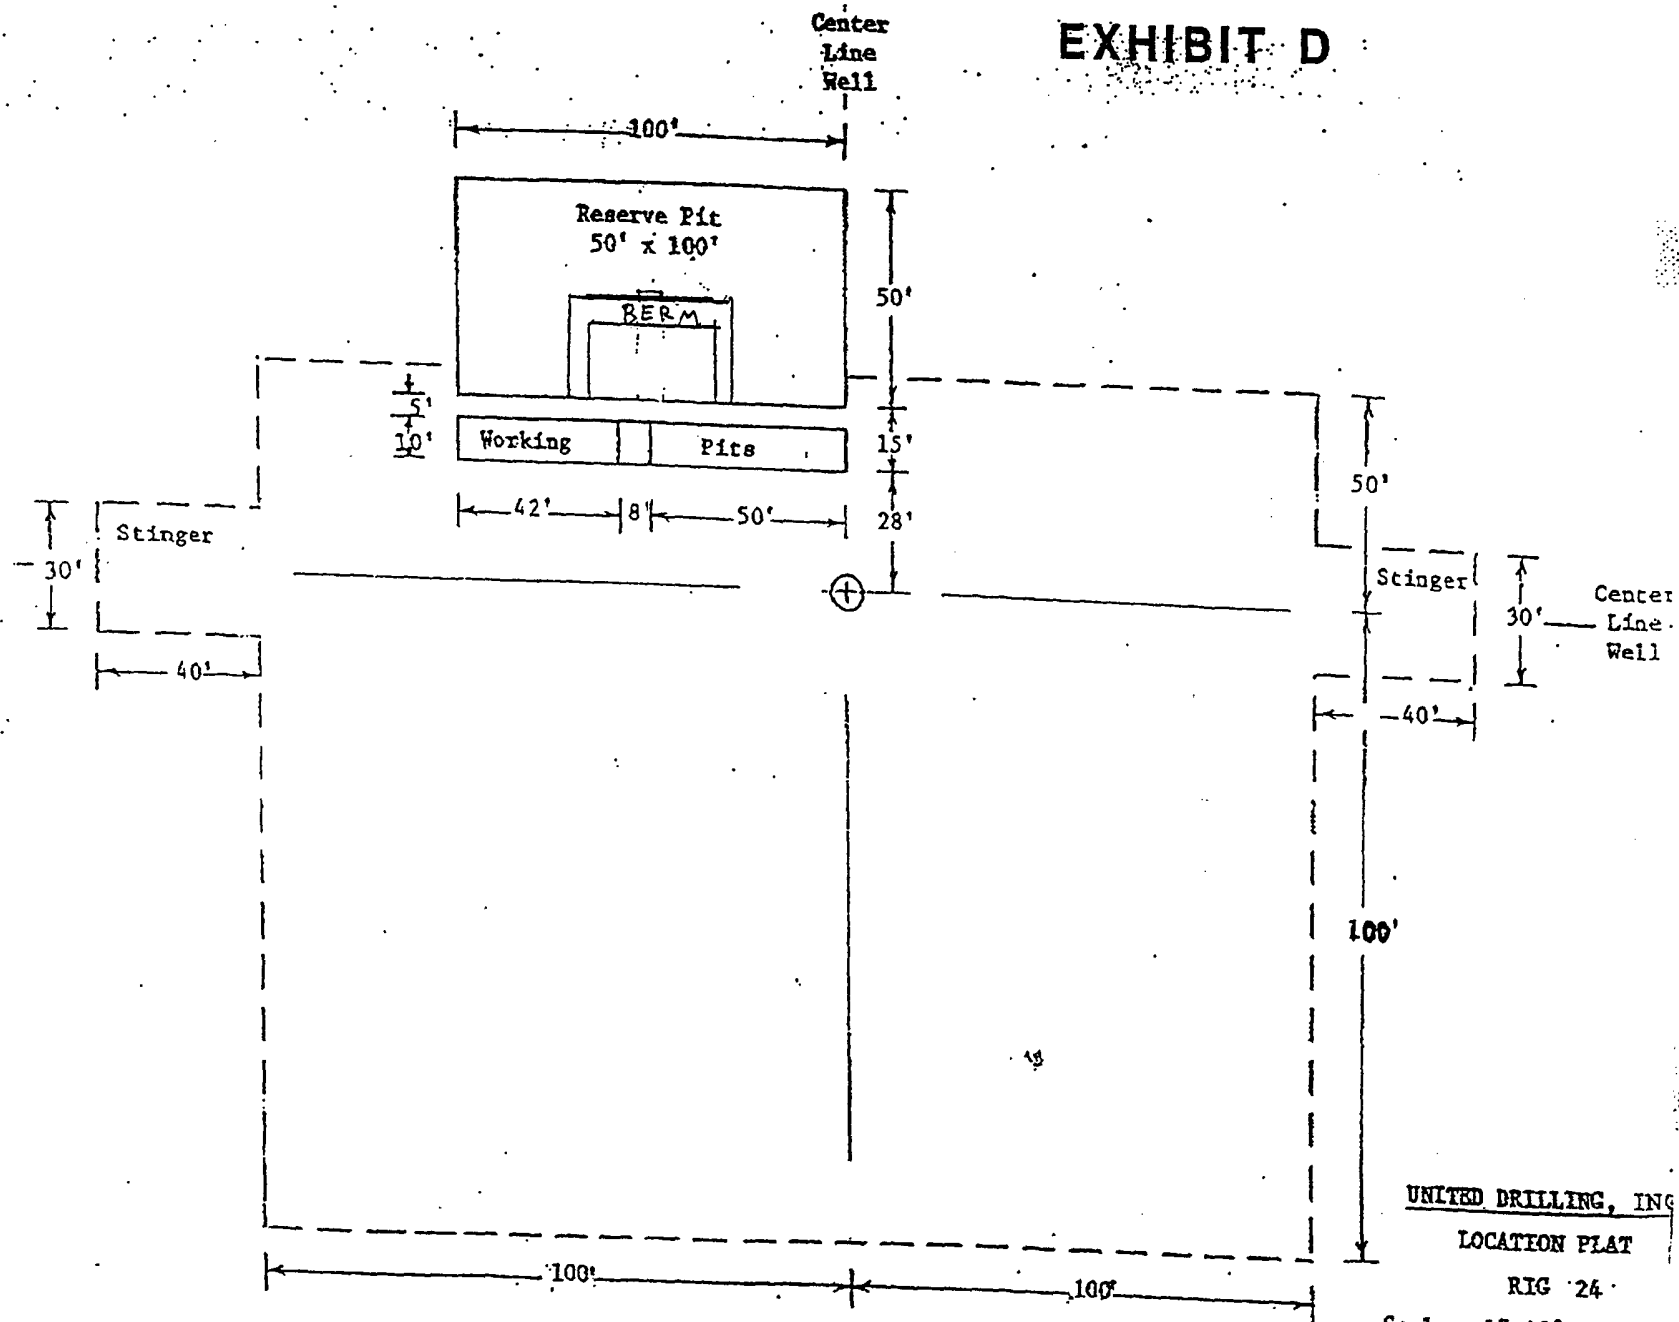 Center
Line
Well
EXHIBIT D
100'
Reserve Pit
50' x 100'
50'
BERM
5'
10'
Working
Pits
15'
50'
42'
8'
50'
28'
Stinger
30'
40'
Stinger
30'
Center
Line
Well
40'
100'
UNITED DRILLING, INC
LOCATION PLAT
RIG 24
100'
100'